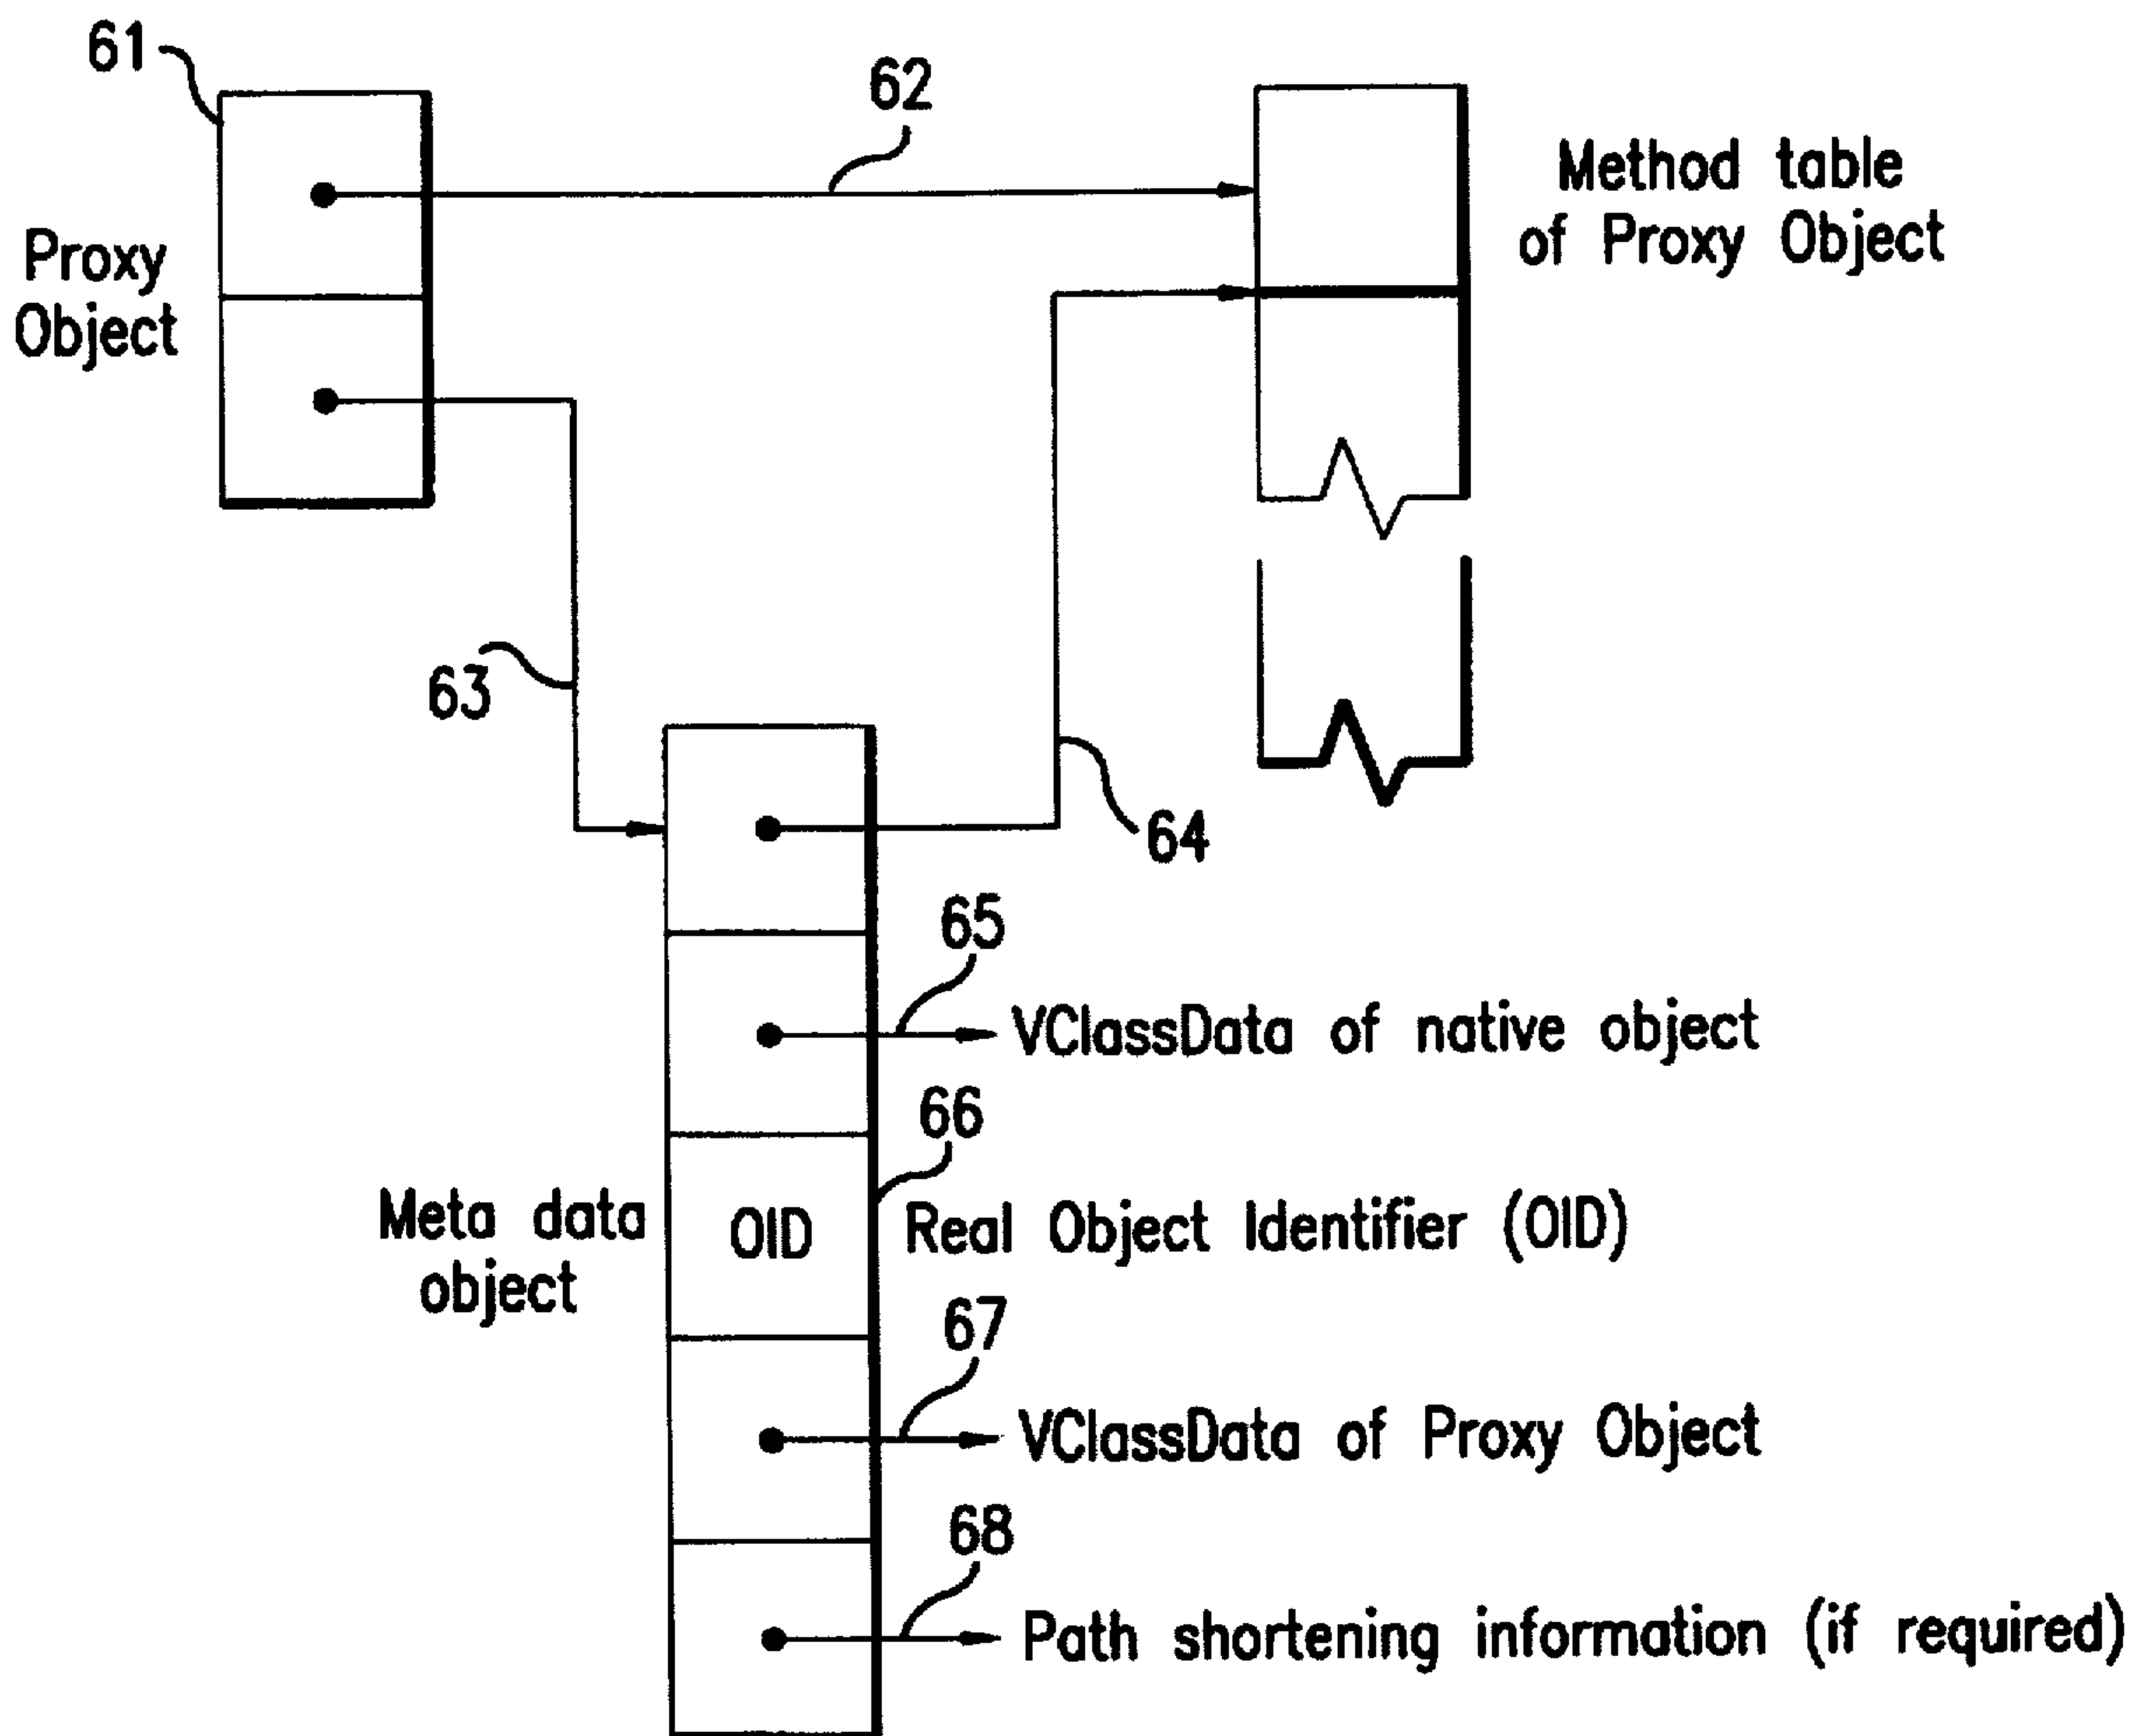 61
62
Method table
of Proxy Object
Proxy
Object
63
64
65
VClassData of native object
66
Meta data
object
OID
Real Object Identifier (OID)
67
VClassData of Proxy Object
68
Path shortening information (if required)